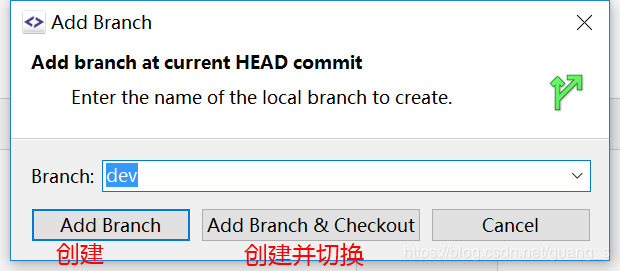 Add Branch
Add branch at current HEAD commit
Enter the name of the local branch to create.
Branch: dev
Add Branch Add Branch & Checkout Cancel
创建 创建并切换
https://blog.csdn.net/guang_s